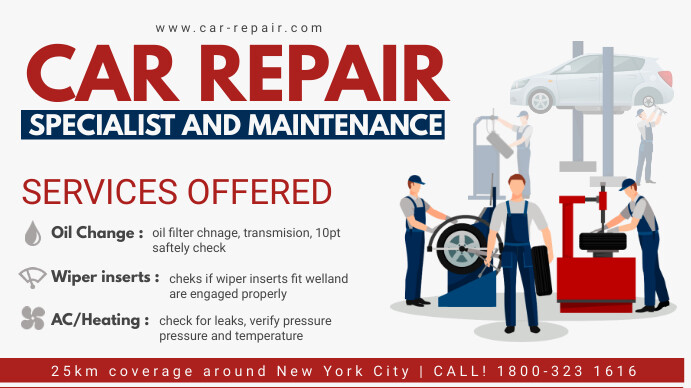 www.car-repair.com
CAR REPAIR
SPECIALIST AND MAINTENANCE
SERVICES OFFERED
Oil Change : oil filter chnage, transmision, 10pt
saftely check
Wiper inserts : cheks if wiper inserts fit welland
are engaged properly
AC/Heating : check for leaks, verify pressure
pressure and temperature
25km coverage around New York City | CALL! 1800-323 1616